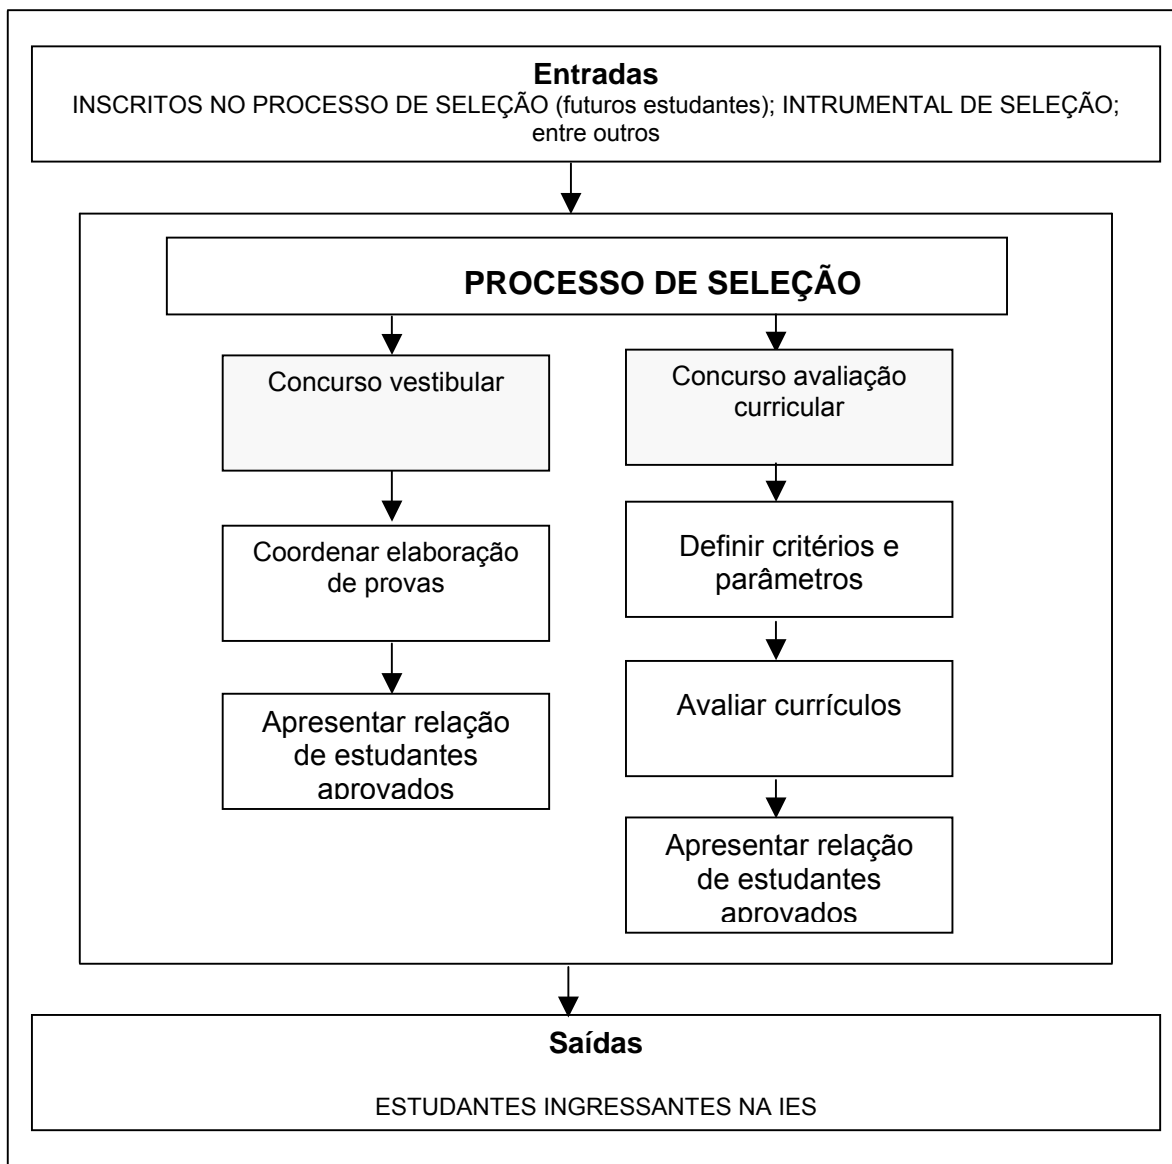 Entradas
INSCRITOS NO PROCESSO DE SELEÇÃO (futuros estudantes); INTRUMENTAL DE SELEÇÃO;
entre outros
PROCESSO DE SELEÇÃO
Concurso vestibular
Coordenar elaboração
de provas
Apresentar relação
de estudantes
aprovados
Concurso avaliação
curricular
Definir critérios e
parâmetros
Avaliar currículos
Apresentar relação
de estudantes
aprovados
Saídas
ESTUDANTES INGRESSANTES NA IES